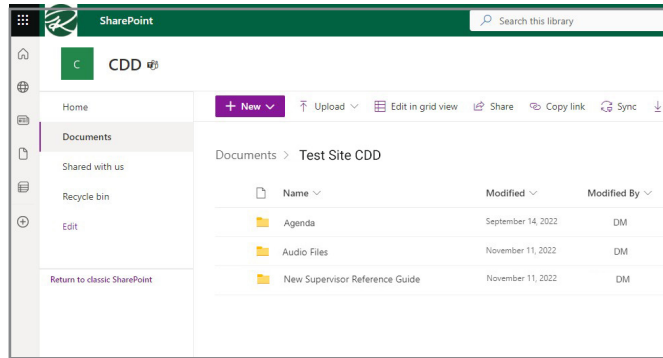 SharePoint
Search this library
C
CDD
Home
Documents
Shared with us
Recycle bin
Edit
Return to classic SharePoint
+ New
Upload
Edit in grid view
Share
Copy link
Sync
Documents > Test Site CDD
Name Modified Modified By
Agenda September 14, 2022 DM
Audio Files November 11, 2022 DM
New Supervisor Reference Guide November 11, 2022 DM